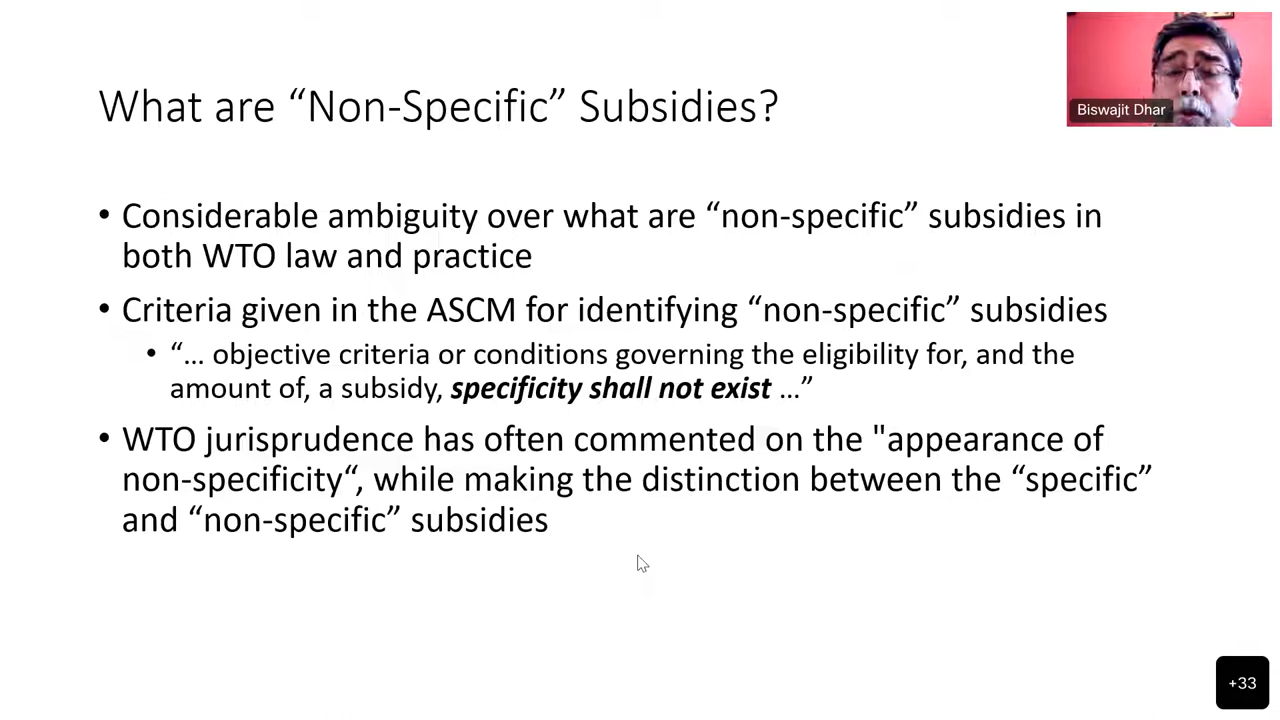 What are “Non-Specific” Subsidies?
Biswajit Dhar
• Considerable ambiguity over what are “non-specific” subsidies in
both WTO law and practice
• Criteria given in the ASCM for identifying “non-specific” subsidies
• “… objective criteria or conditions governing the eligibility for, and the
amount of, a subsidy, specificity shall not exist …”
• WTO jurisprudence has often commented on the "appearance of
non-specificity“, while making the distinction between the “specific”
and “non-specific” subsidies
+33